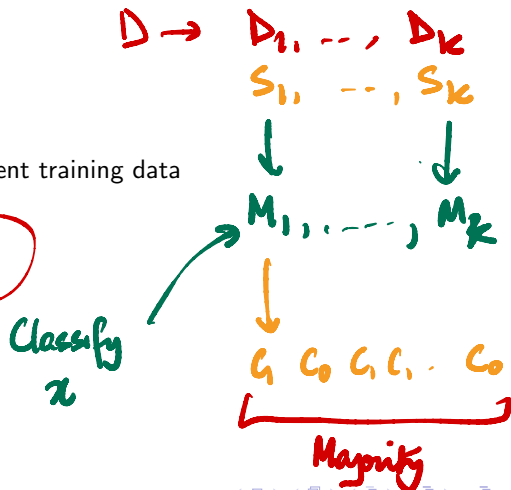 D → D1, ..., Dk
S1, ..., Sk
ent training data
M1, ......, Mk
Classify
x
C1 C0 C1 C1 . C0
Majority